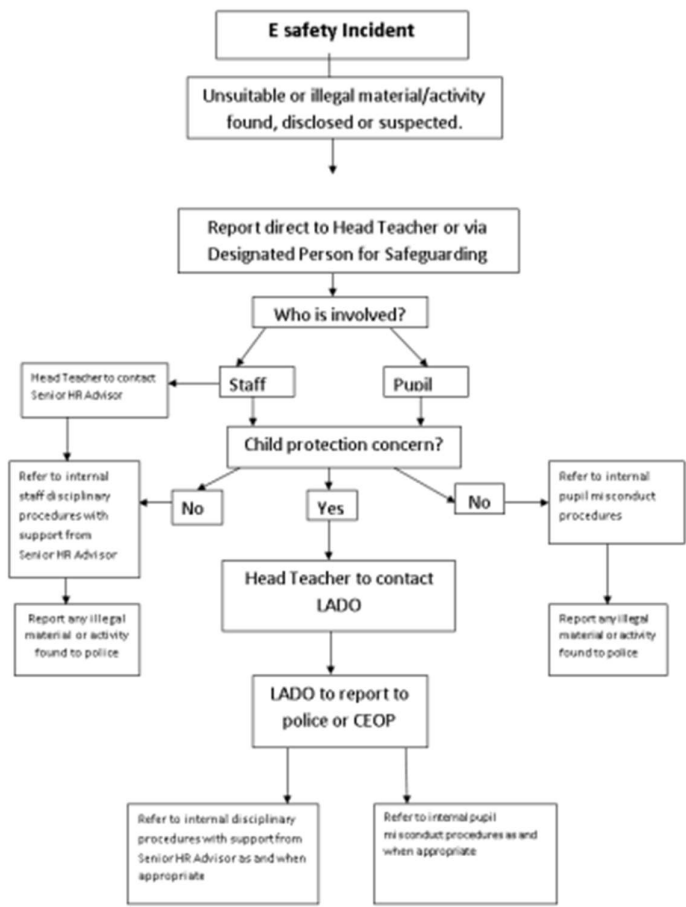 E safety Incident
Unsuitable or illegal material/activity
found, disclosed or suspected.
Report direct to Head Teacher or via
Designated Person for Safeguarding
Who is involved?
Head Teacher to contact
Senior HR Advisor
Staff
Pupil
Child protection concern?
Refer to internal
staff disciplinary
procedures with
support from
Senior HR Advisor
No
Yes
No
Refer to internal
pupil misconduct
procedures
Head Teacher to contact
LADO
Report any illegal
material or activity
found to police
Report any illegal
material or activity
found to police
LADO to report to
police or CEOP
Refer to internal disciplinary
procedures with support from
Senior HR Advisor as and when
appropriate
Refer to internal pupil
misconduct procedures as and
when appropriate